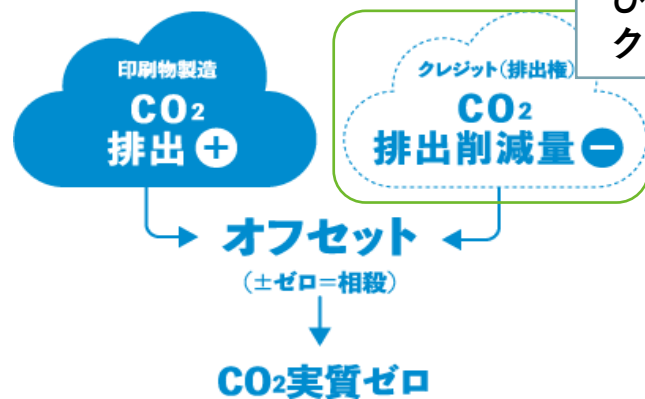 印刷物製造
CO2
排出+
クレジット(排出権)
CO2
排出削減量-
ク
オフセット
(±ゼロ=相殺)
CO2実質ゼロ